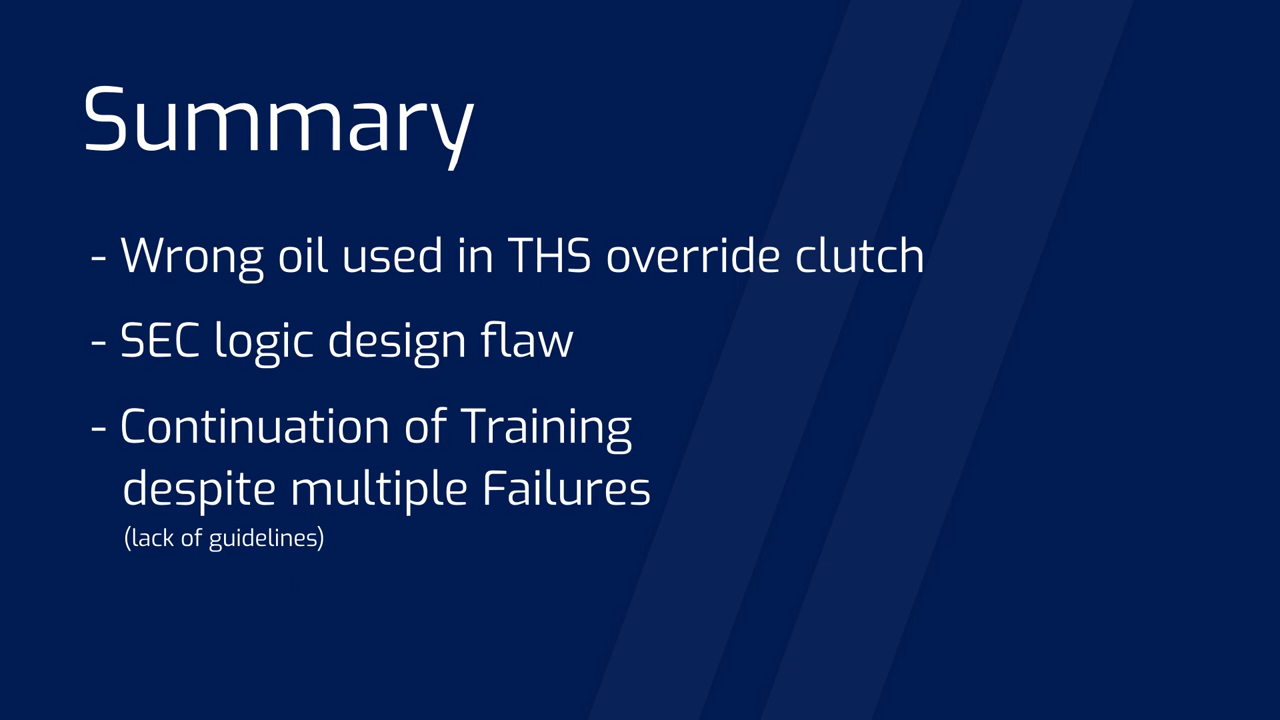 Summary
- Wrong oil used in THS override clutch
- SEC logic design flaw
- Continuation of Training
despite multiple Failures
(lack of guidelines)